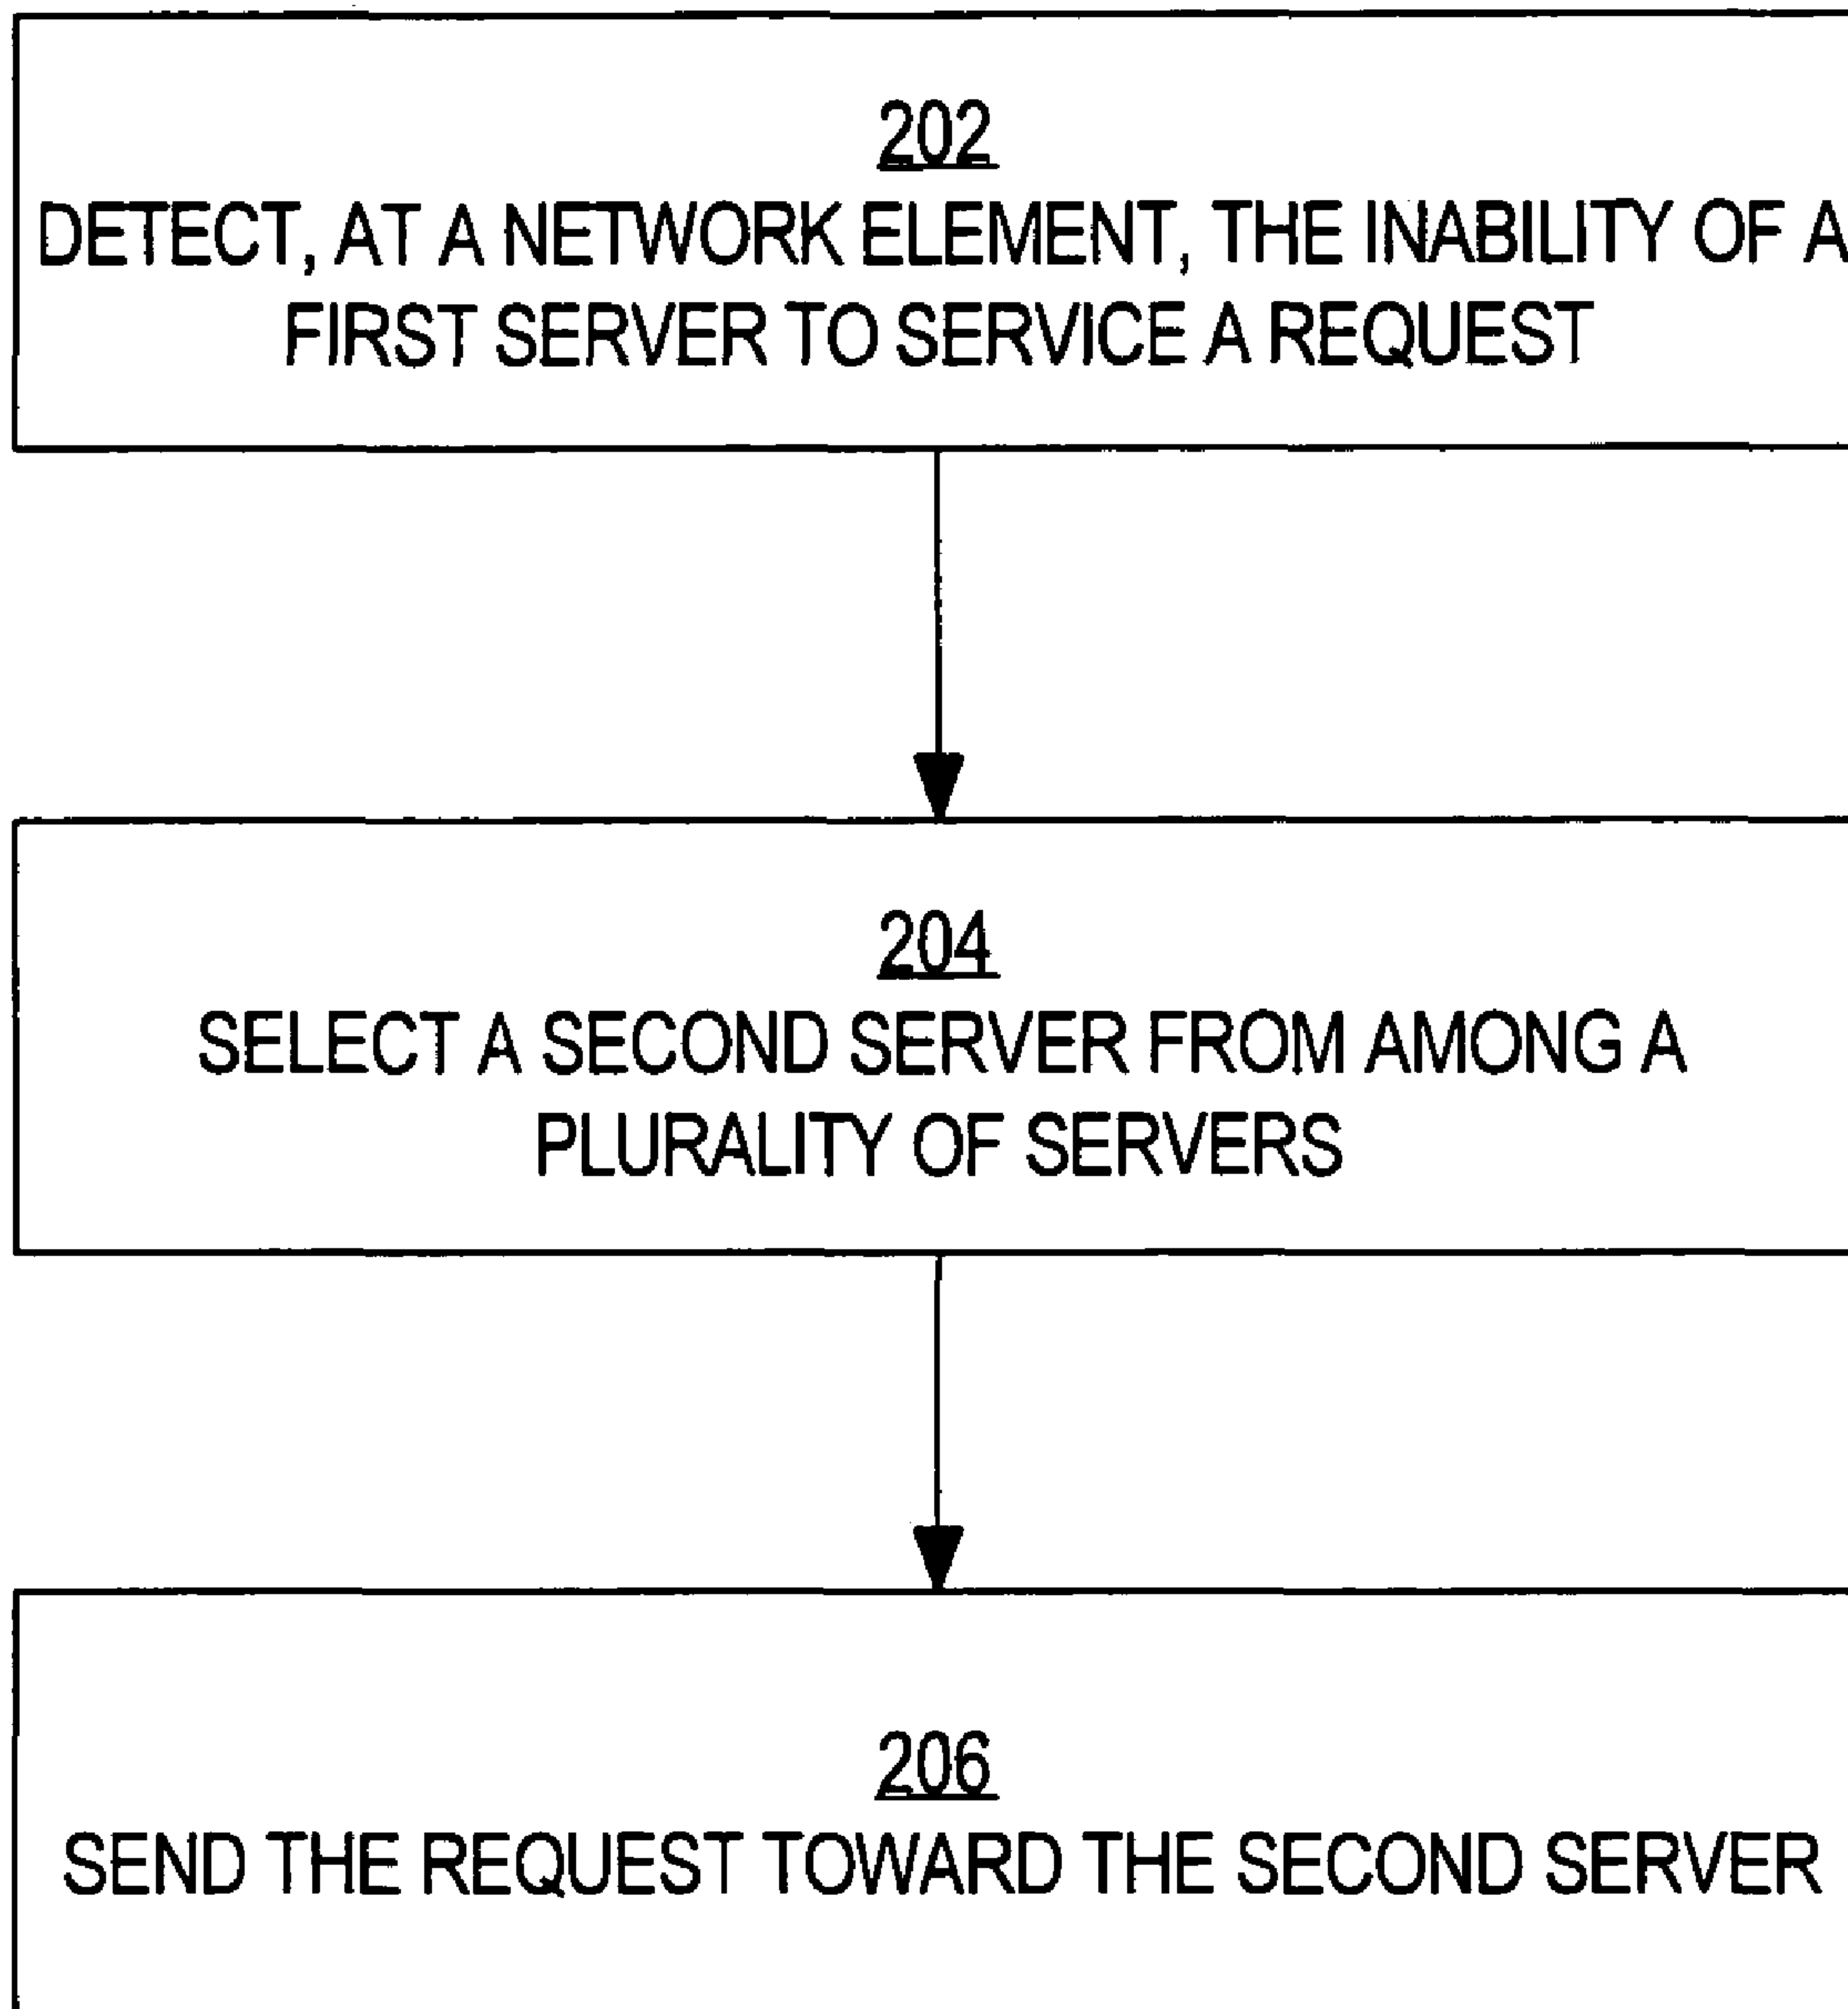 202
DETECT, AT A NETWORK ELEMENT, THE INABILITY OF A
FIRST SERVER TO SERVICE A REQUEST
204
SELECT A SECOND SERVER FROM AMONG A
PLURALITY OF SERVERS
206
SEND THE REQUEST TOWARD THE SECOND SERVER